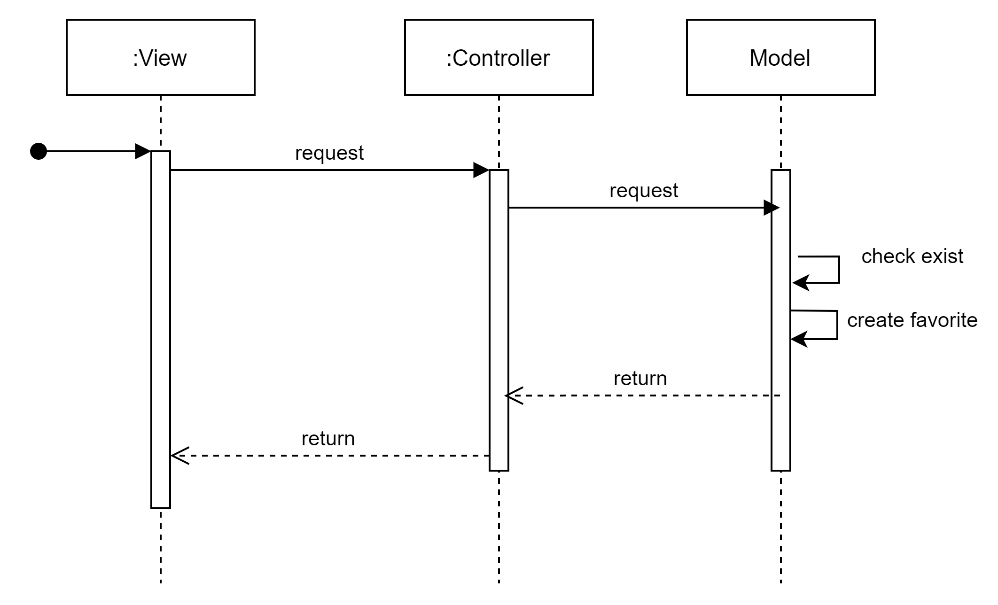 :View
:Controller
Model
request
request
check exist
create favorite
return
return